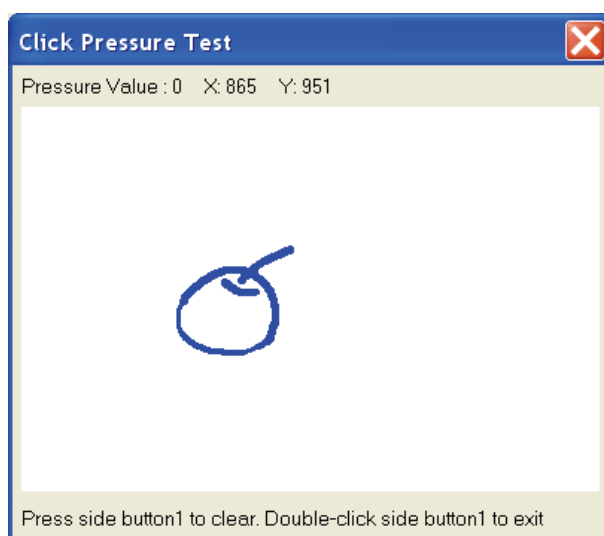 Click Pressure Test
Pressure Value : 0 X: 865 Y: 951
Press side button1 to clear. Double-click side button1 to exit